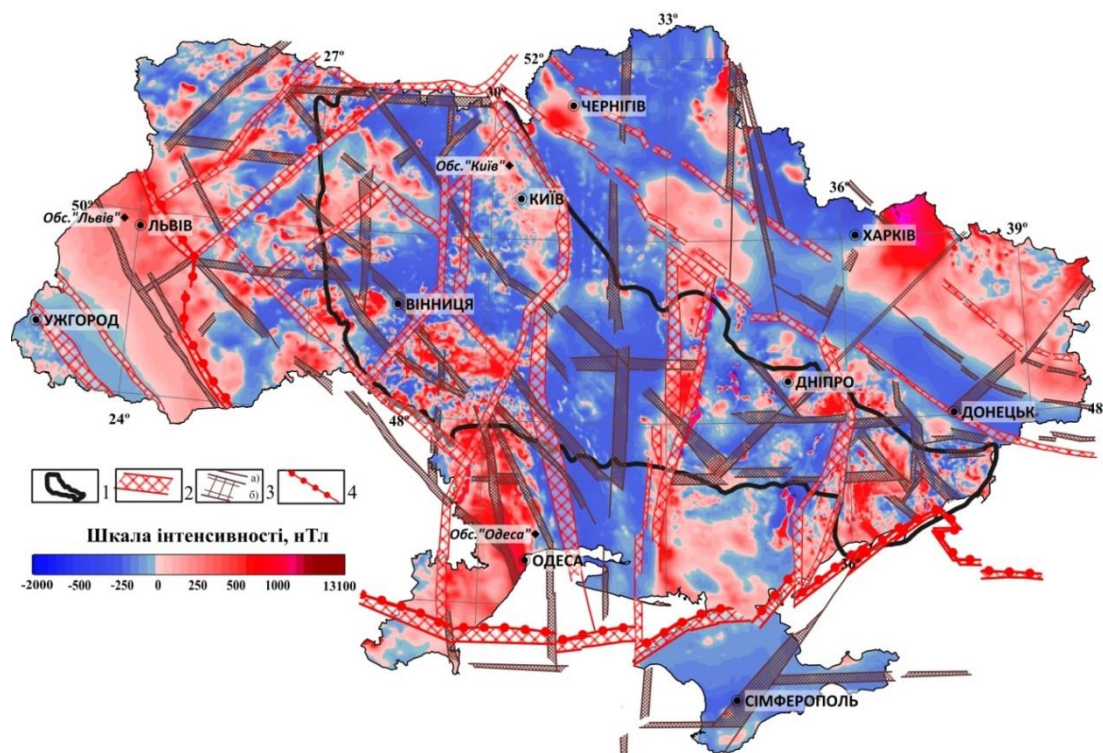 33°
27°
52°
30°
ЧЕРНІГІВ
Обс."Київ"
КИЇВ
36°
50°
Обс."Львів"
ЛЬВІВ
ХАРКІВ
39°
ВІННИЦЯ
УЖГОРОД
ДНІПРО
24°
48°
ДОНЕЦЬК
48°
1
2
а)
б)
3
4
Шкала інтенсивності, нТл
-2000 -500 -250 0 250 500 1000 13100
Обс."Одеса"
ОДЕСА
36°
СІМФЕРОПОЛЬ